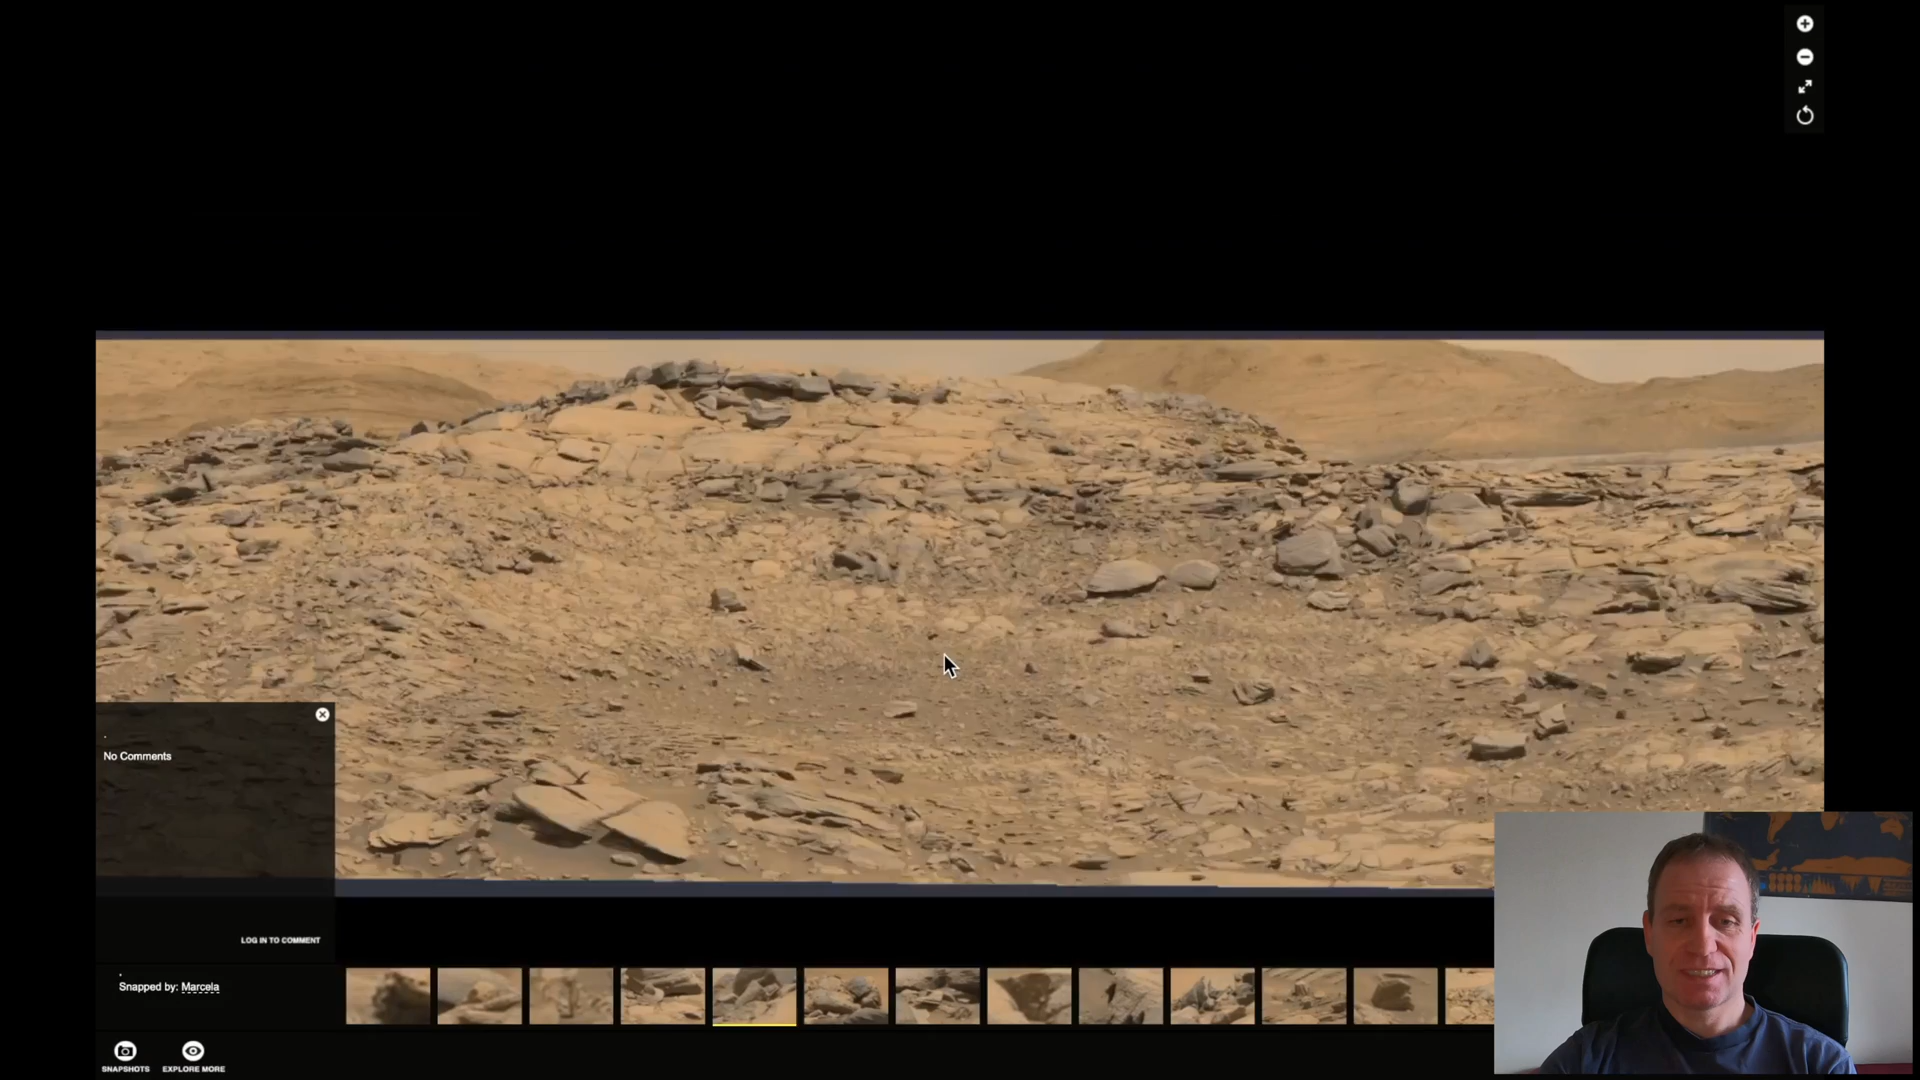 .
No Comments
LOG IN TO COMMENT
.
Snapped by: Marcela
SNAPSHOTS
EXPLORE MORE